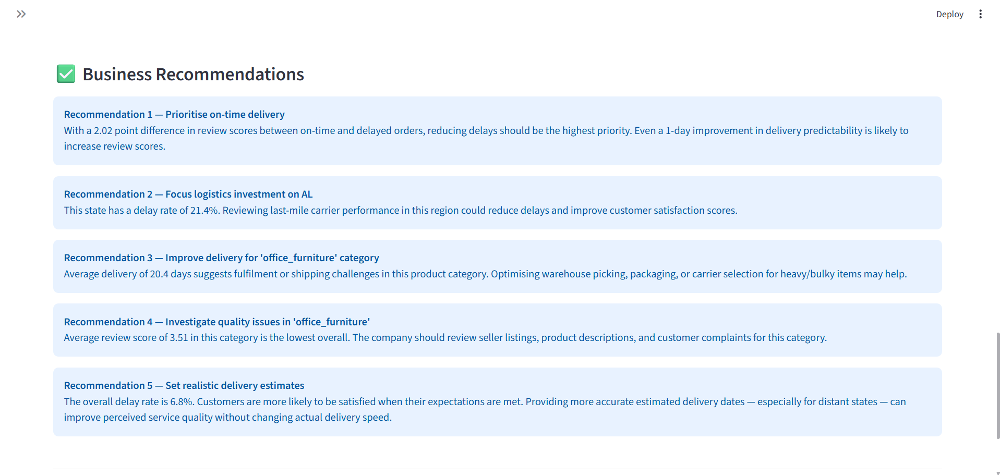 Deploy
✅ Business Recommendations
Recommendation 1 — Prioritise on-time delivery
With a 2.02 point difference in review scores between on-time and delayed orders, reducing delays should be the highest priority. Even a 1-day improvement in delivery predictability is likely to
increase review scores.
Recommendation 2 — Focus logistics investment on AL
This state has a delay rate of 21.4%. Reviewing last-mile carrier performance in this region could reduce delays and improve customer satisfaction scores.
Recommendation 3 — Improve delivery for 'office_furniture' category
Average delivery of 20.4 days suggests fulfilment or shipping challenges in this product category. Optimising warehouse picking, packaging, or carrier selection for heavy/bulky items may help.
Recommendation 4 — Investigate quality issues in 'office_furniture'
Average review score of 3.51 in this category is the lowest overall. The company should review seller listings, product descriptions, and customer complaints for this category.
Recommendation 5 — Set realistic delivery estimates
The overall delay rate is 6.8%. Customers are more likely to be satisfied when their expectations are met. Providing more accurate estimated delivery dates — especially for distant states — can
improve perceived service quality without changing actual delivery speed.